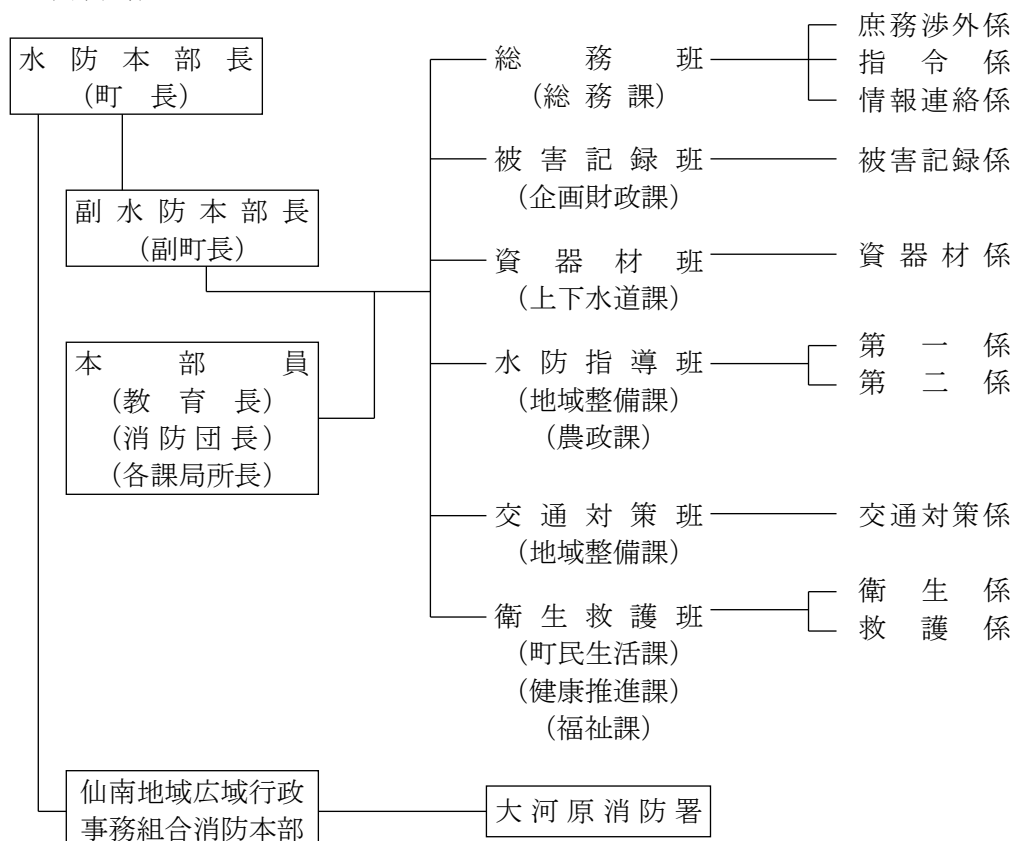 水防本部長
(町長)
副水防本部長
(副町長)
本部員
(教育長)
(消防団長)
(各課局所長)
総務班
(総務課)
庶務渉外係
指令係
情報連絡係
被害記録班
(企画財政課)
被害記録係
資器材班
(上下水道課)
資器材係
水防指導班
(地域整備課)
(農政課)
第一係
第二係
交通対策班
(地域整備課)
交通対策係
衛生救護班
(町民生活課)
(健康推進課)
(福祉課)
衛生係
救護係
仙南地域広域行政
事務組合消防本部
大河原消防署